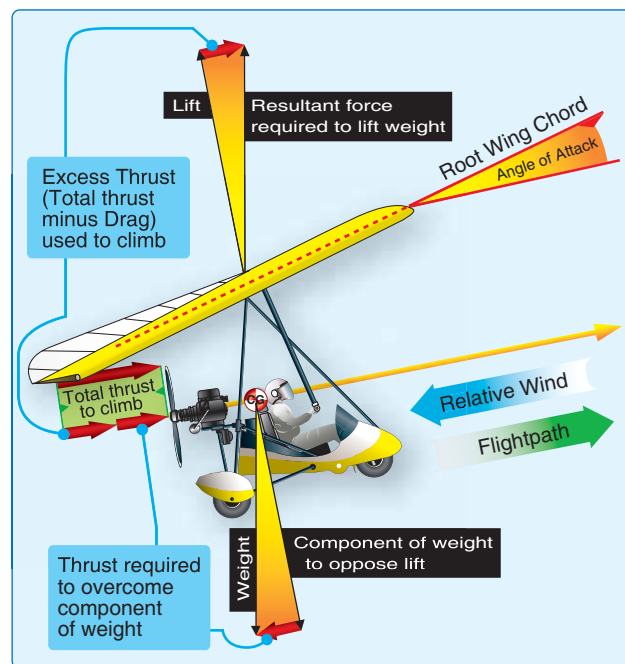 Lift
Resultant force
required to lift weight
Root Wing Chord
Angle of Attack
Excess Thrust
(Total thrust
minus Drag)
used to climb
Total thrust
to climb
CG
Relative Wind
Flightpath
Weight
Component of weight
to oppose lift
Thrust required
to overcome
component
of weight